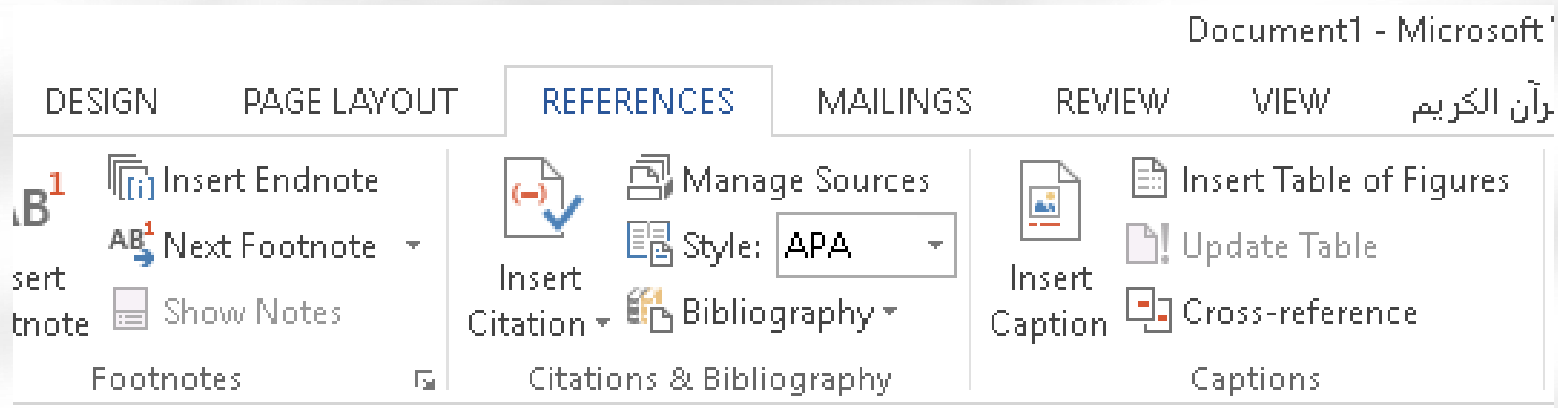 Document1 - Microsoft
DESIGN PAGE LAYOUT REFERENCES MAILINGS REVIEW VIEW رآن الكريم
AB1 Insert Endnote Manage Sources Insert Table of Figures
AB1 Next Footnote Style: APA Update Table
sert Show Notes Insert Bibliography Insert Cross-reference
tnote Citation Caption
Footnotes Citations & Bibliography Captions